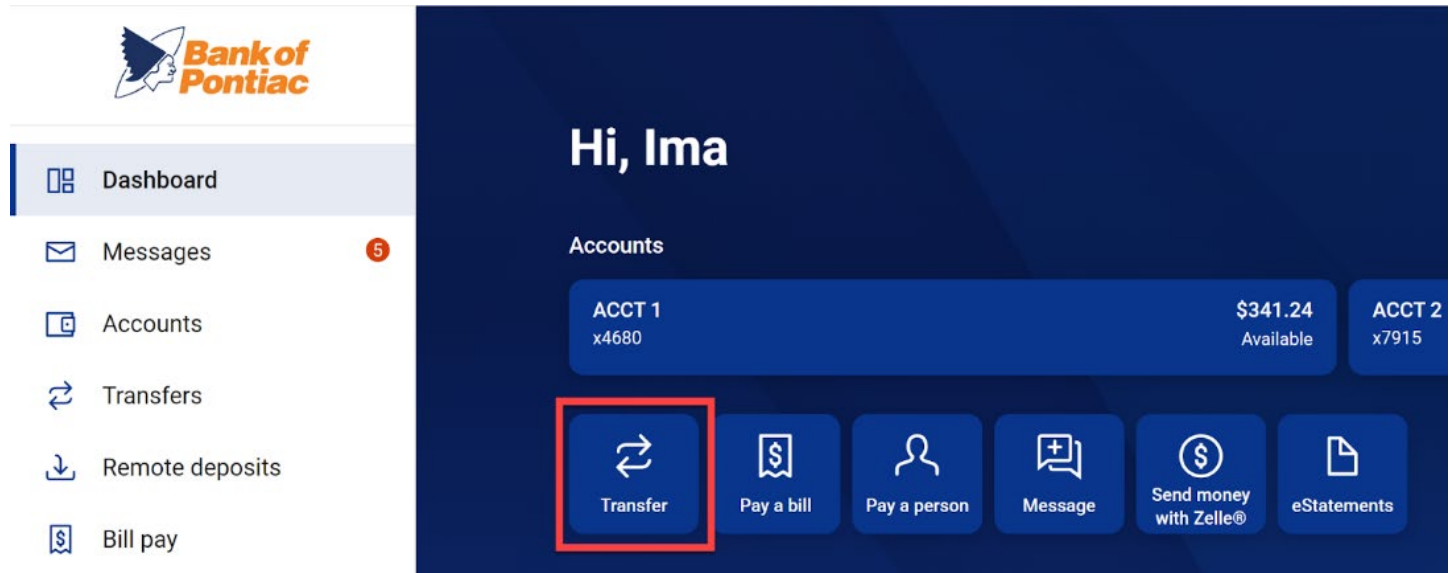 Bank of
Pontiac
Dashboard
Messages 5
Accounts
Transfers
Remote deposits
Bill pay
Hi, Ima
Accounts
ACCT 1 $341.24
x4680 Available
ACCT 2
x7915
Transfer
Pay a bill
Pay a person
Message
Send money
with Zelle®
eStatements